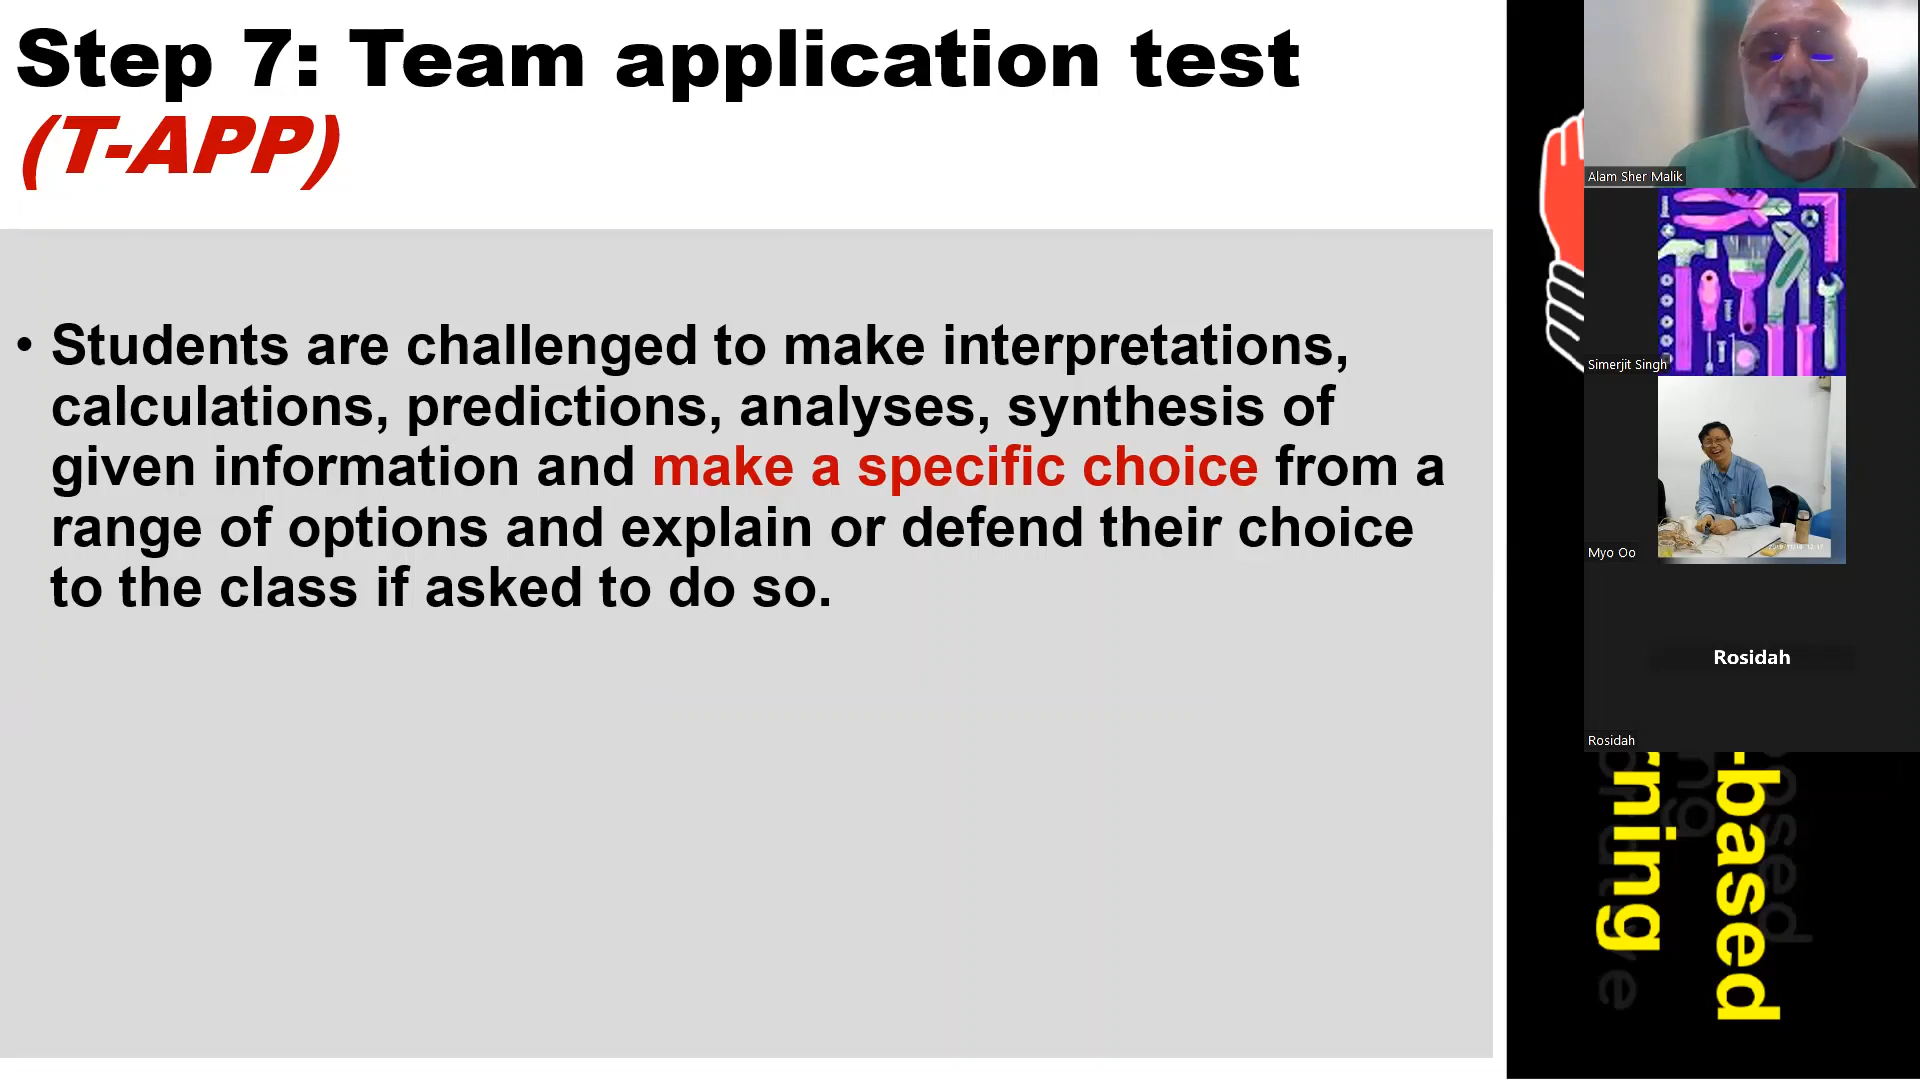 Step 7: Team application test
(T-APP)
• Students are challenged to make interpretations,
calculations, predictions, analyses, synthesis of
given information and make a specific choice from a
range of options and explain or defend their choice
to the class if asked to do so.
Alam Sher Malik
Simerjit Singh
Myo Oo
Rosidah
Rosidah
-based
rning